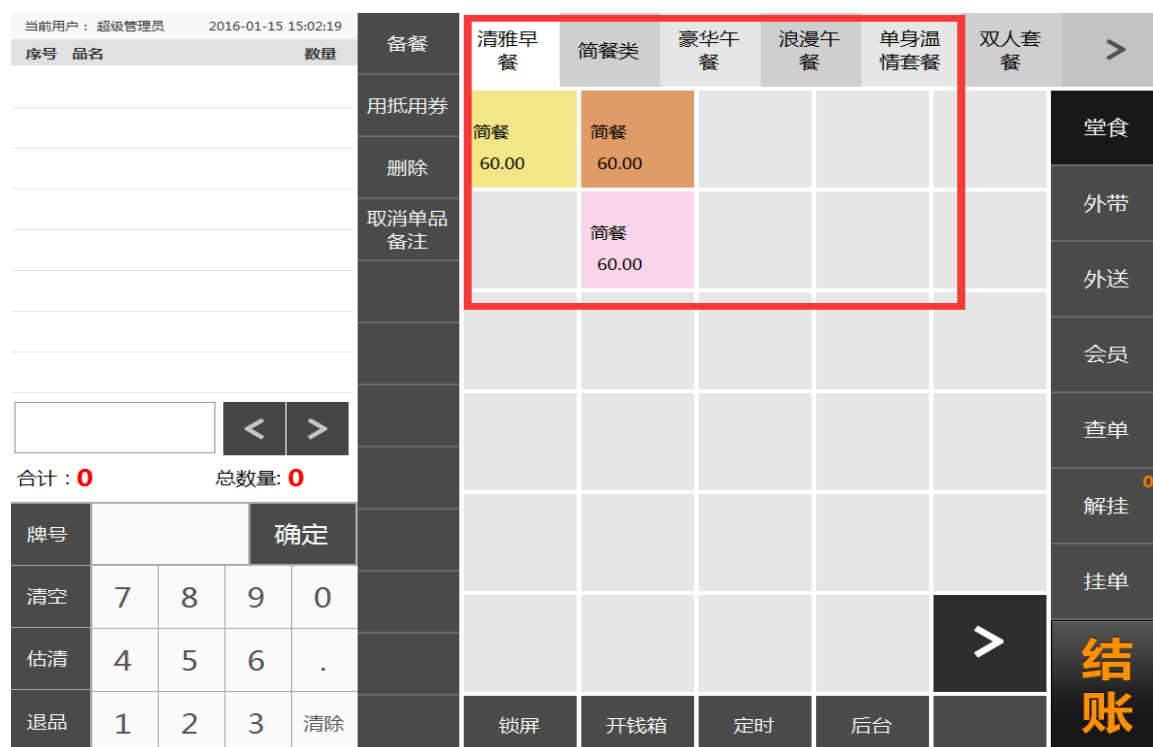 当前用户： 超级管理员 2016-01-15 15:02:19
序号 品名 数量
备餐
用抵用券
删除
取消单品
备注
清雅早
餐
简餐类
豪华午
餐
浪漫午
餐
单身温
情套餐
双人套
餐
>
简餐
60.00
简餐
60.00
简餐
60.00
堂食
外带
外送
会员
查单
0
解挂
挂单
结
账
< >
合计：0 总数量: 0
牌号 确定
清空 7 8 9 0
估清 4 5 6 .
退品 1 2 3 清除
>
锁屏 开钱箱 定时 后台